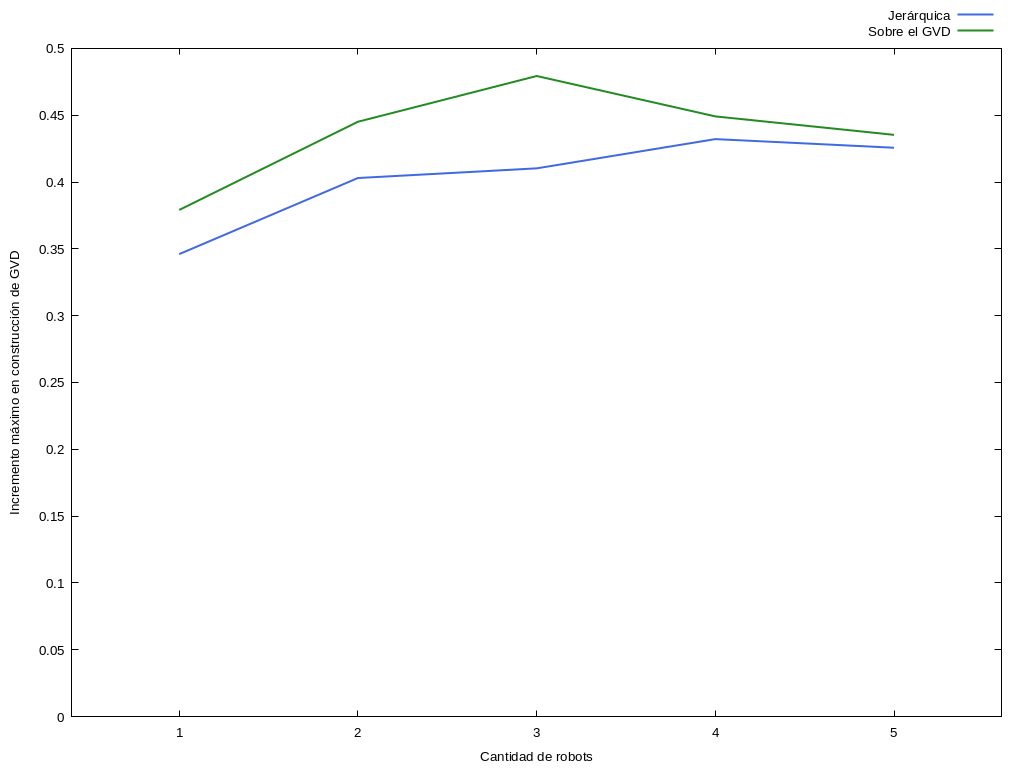 Jerárquica
Sobre el GVD
0.5
0.45
0.4
0.35
0.3
0.25
0.2
0.15
0.1
0.05
0
Incremento máximo en construcción de GVD
1 2 3 4 5
Cantidad de robots